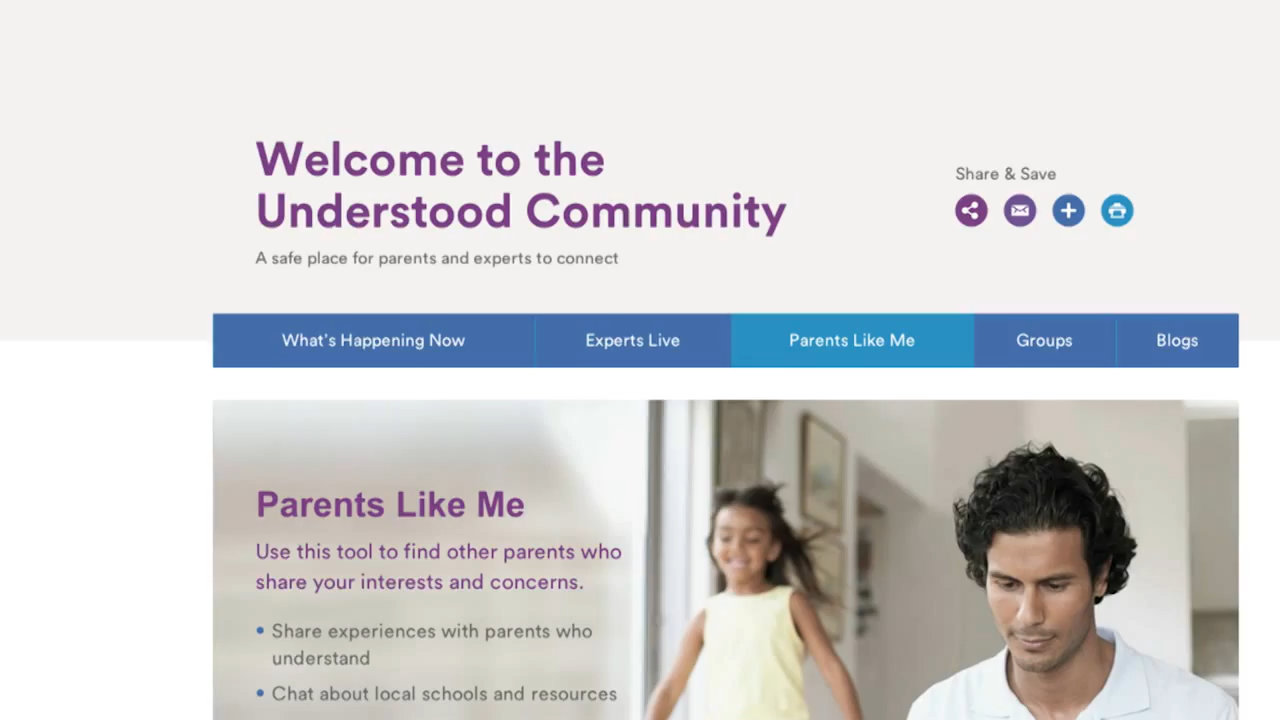 Welcome to the
Understood Community
A safe place for parents and experts to connect
Share & Save
What's Happening Now
Experts Live
Parents Like Me
Groups
Blogs
Parents Like Me
Use this tool to find other parents who
share your interests and concerns.
• Share experiences with parents who
understand
• Chat about local schools and resources